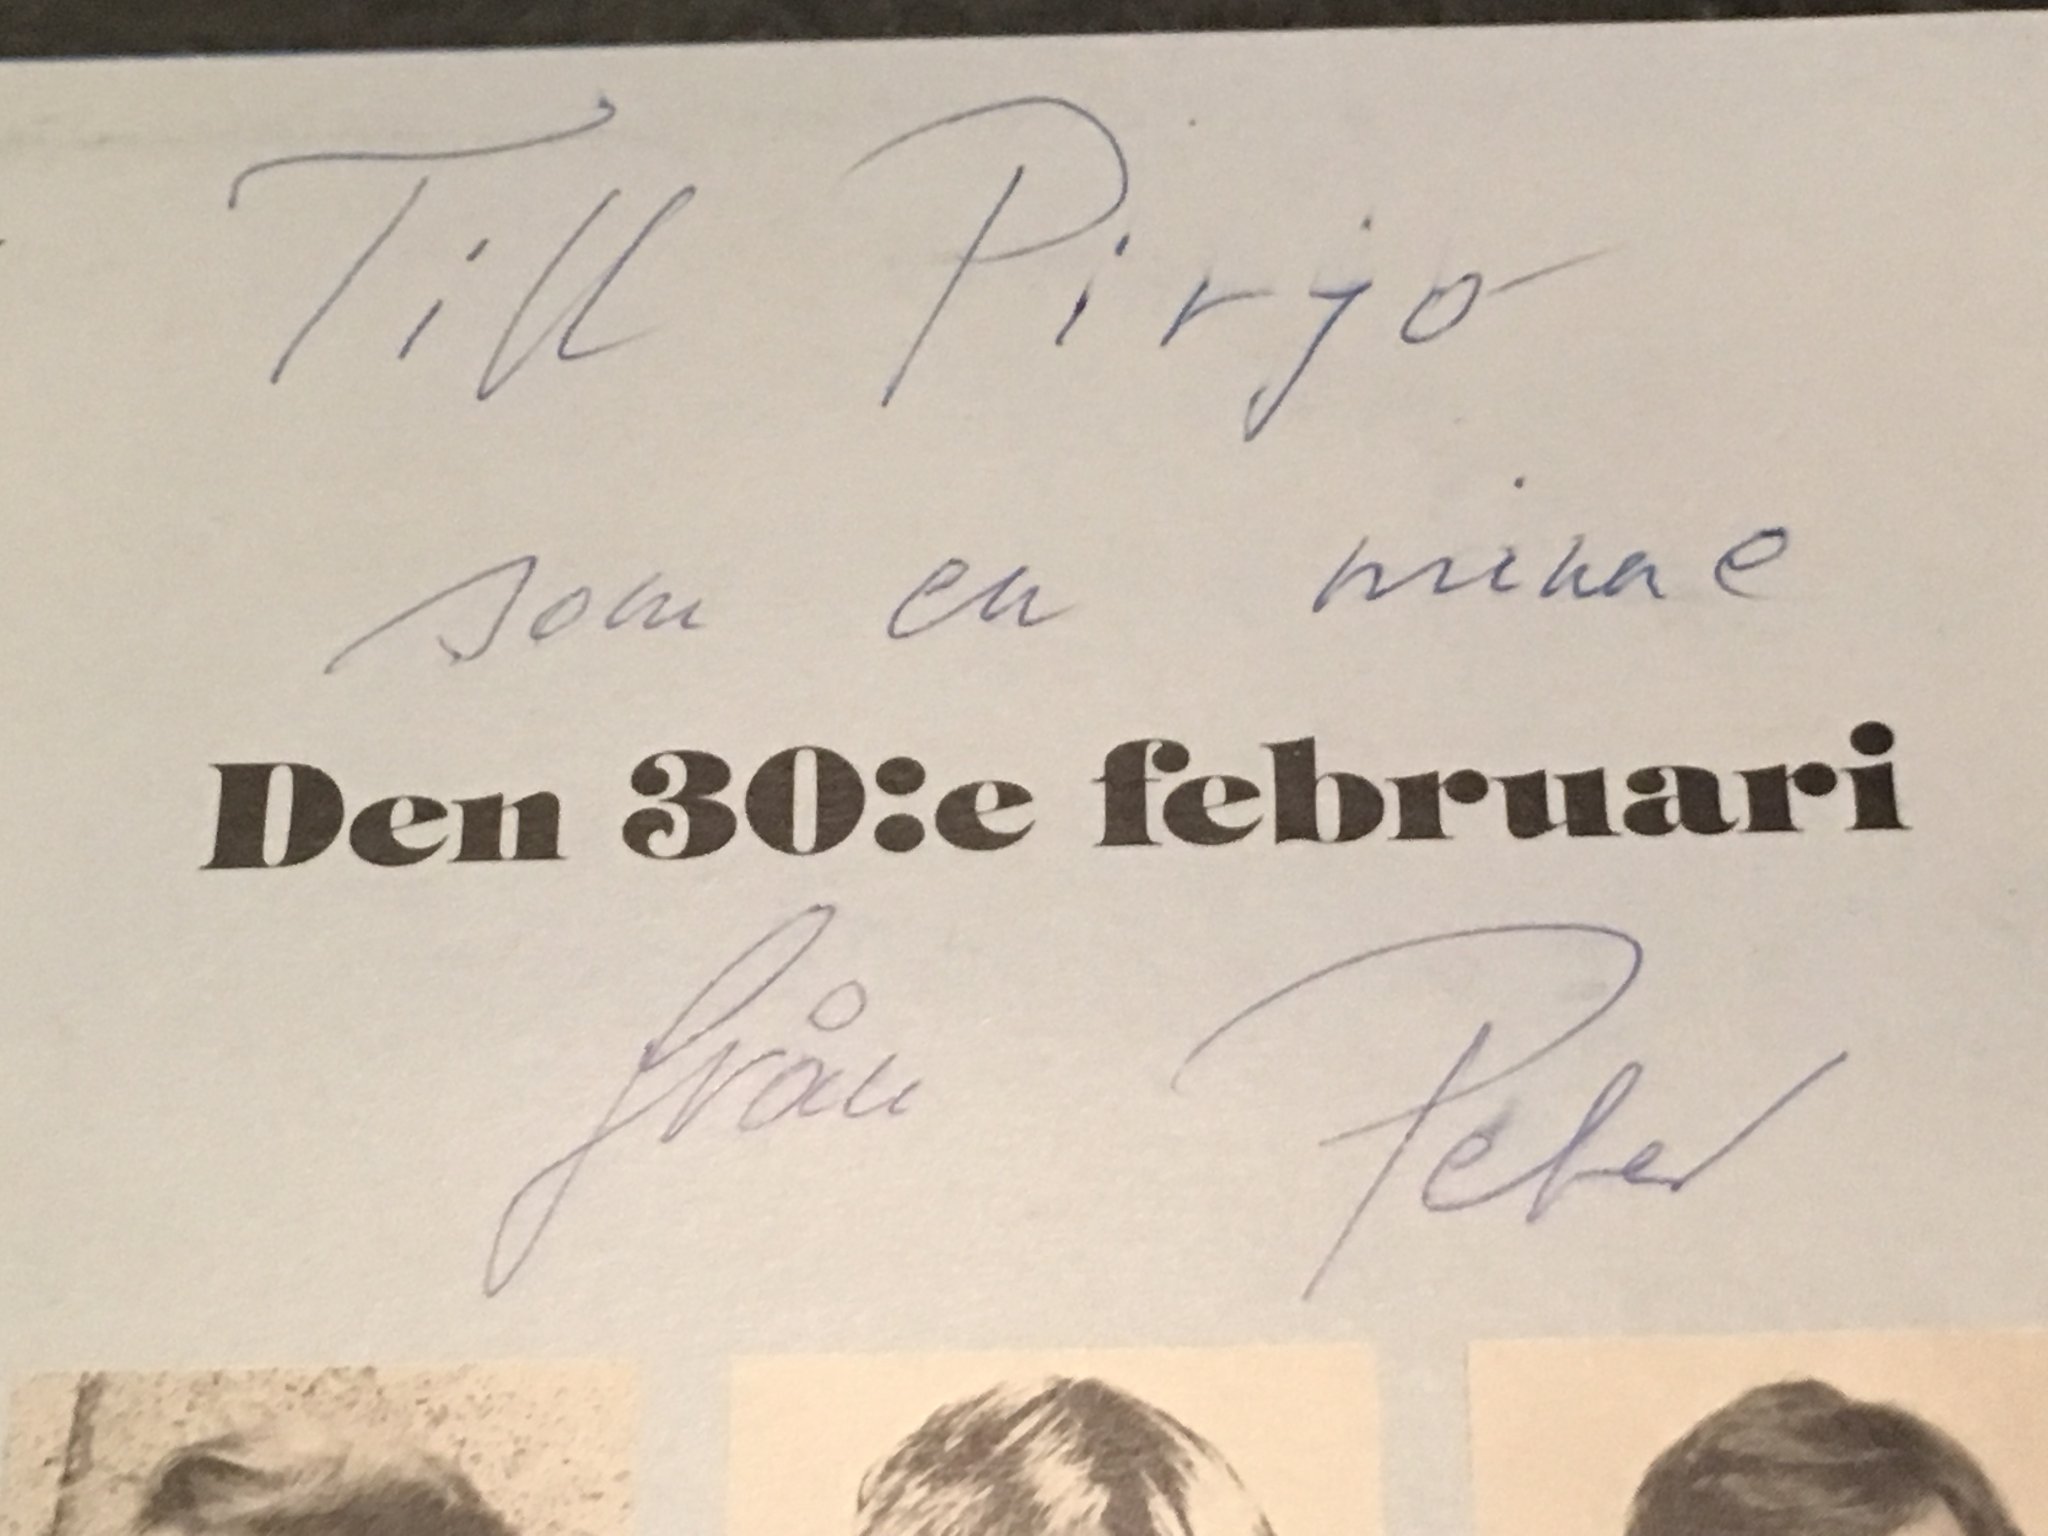 Till Pirjo
som en minne
Den 30:e februari
från Peter